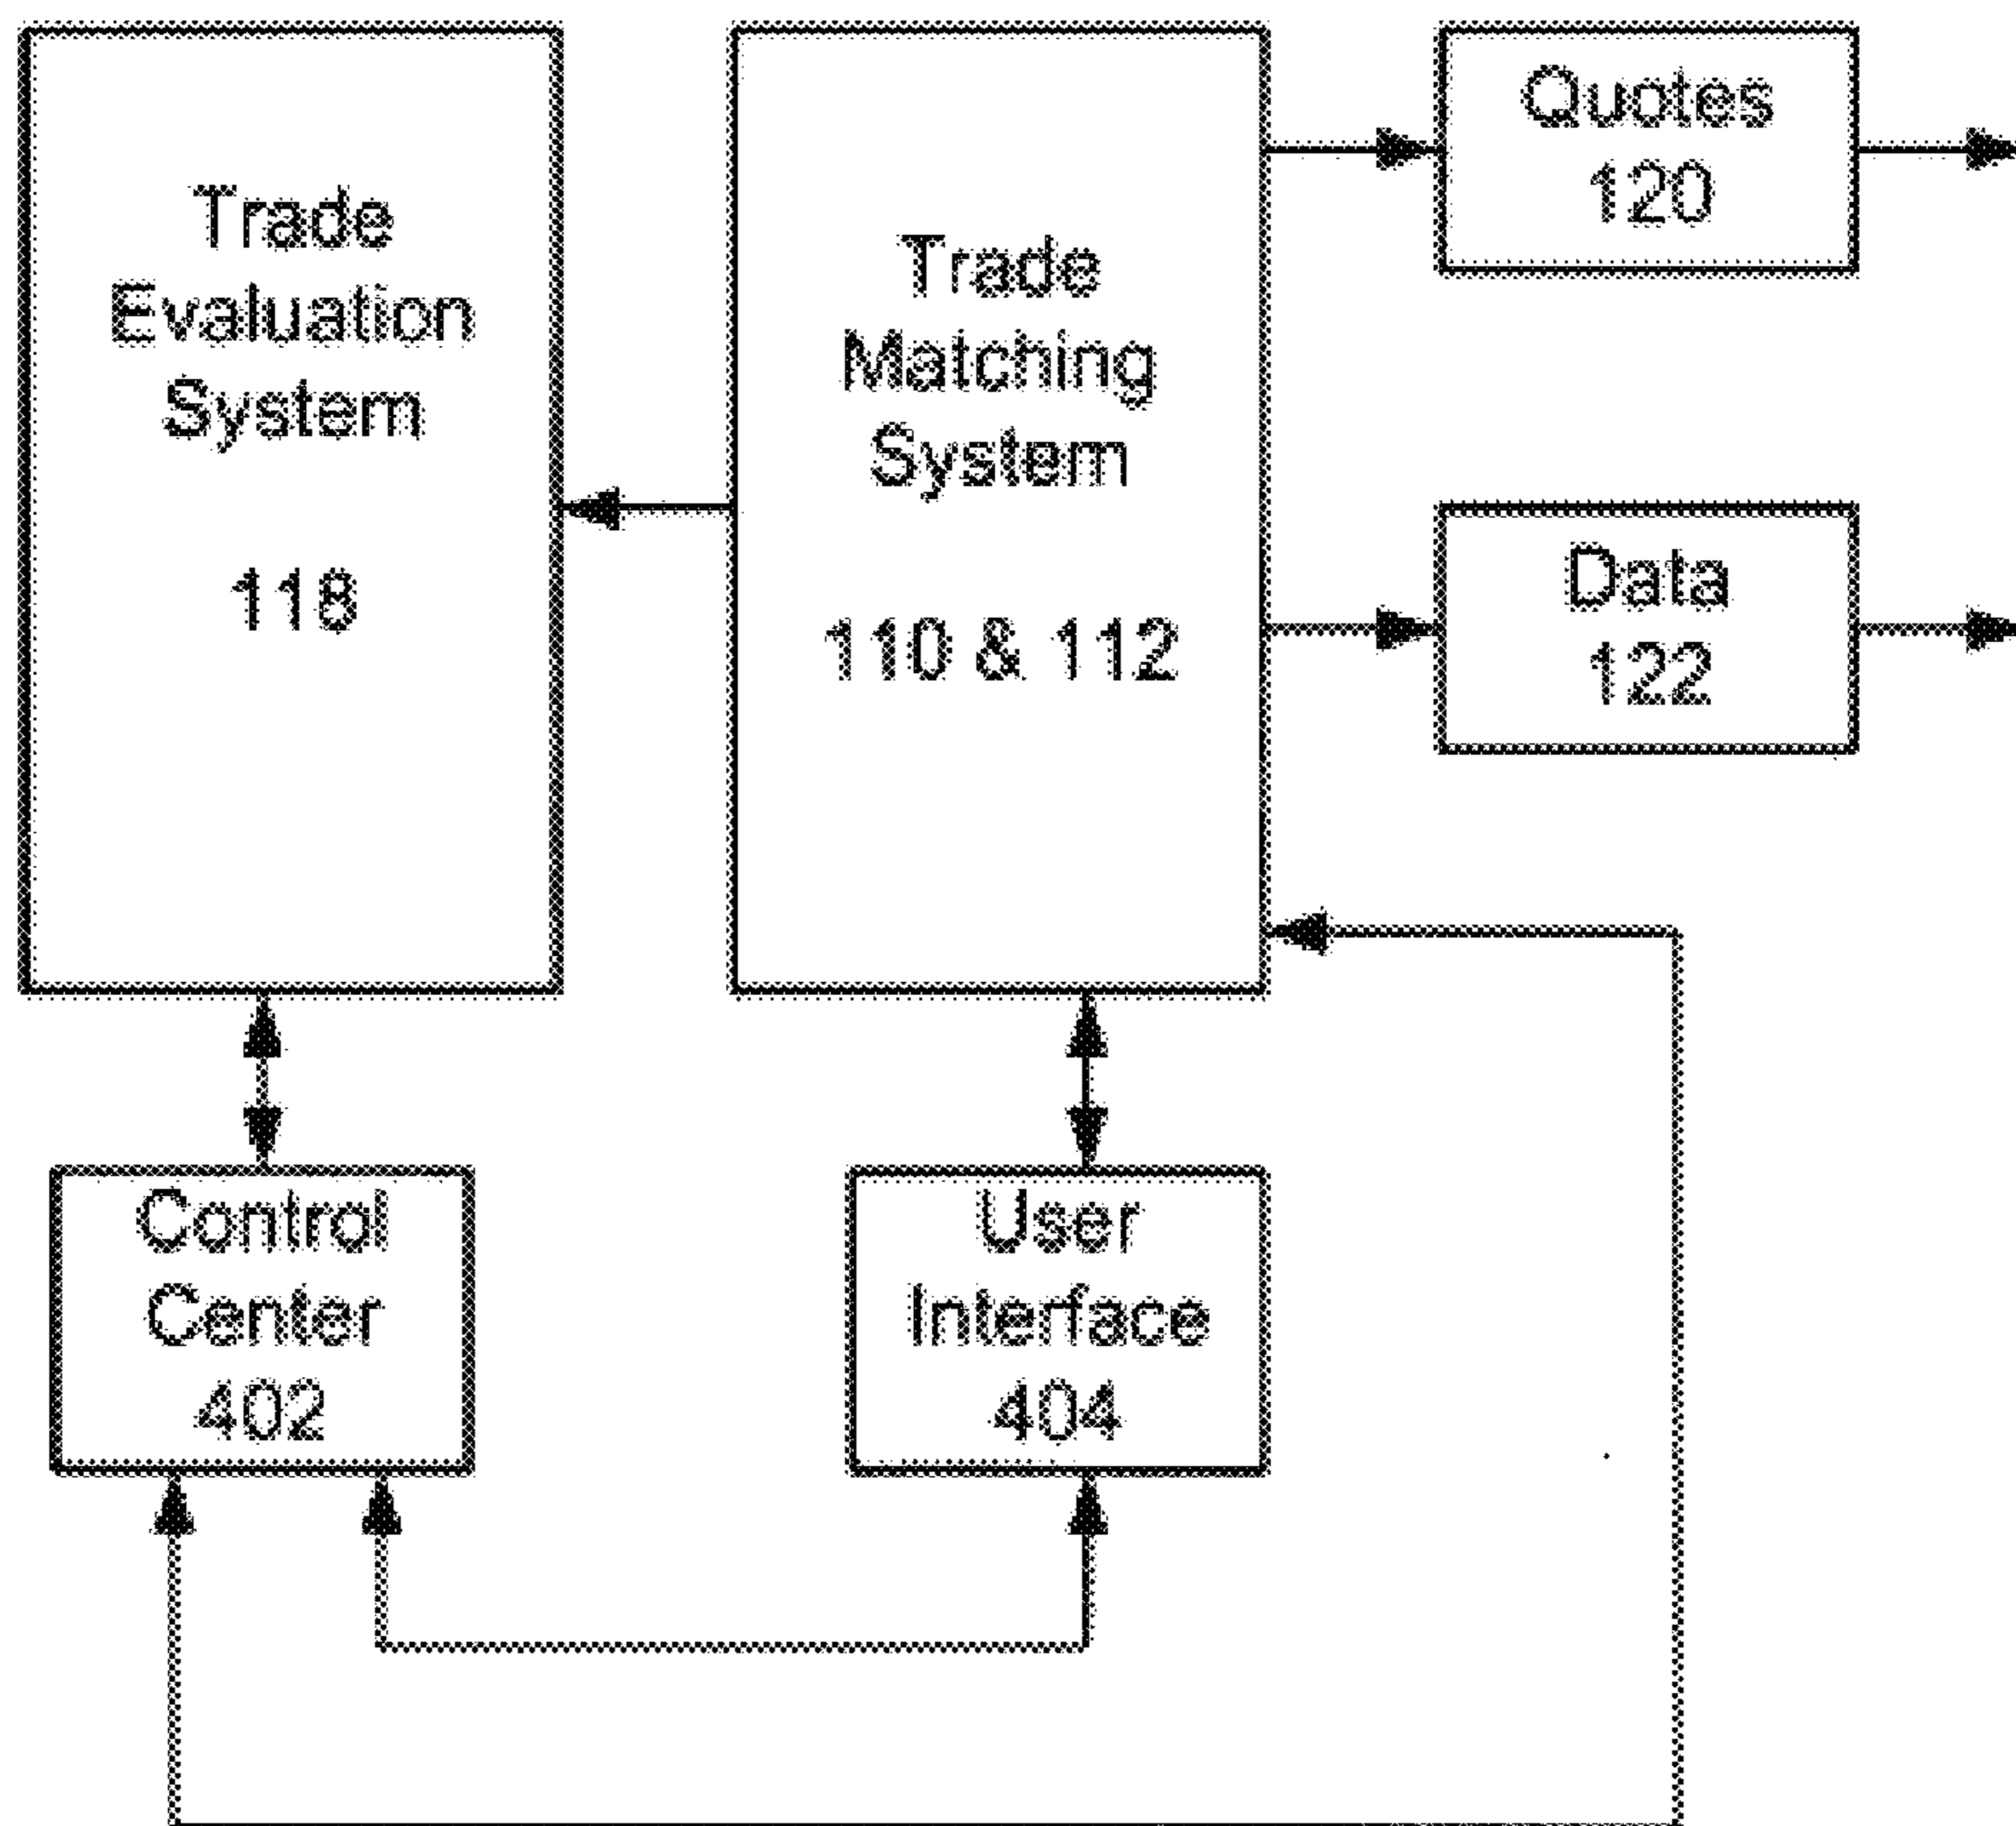 Trade
Evaluation
System
118
Trade
Matching
System
110 & 112
Quotes
120
Data
122
Control
Center
402
User
Interface
404